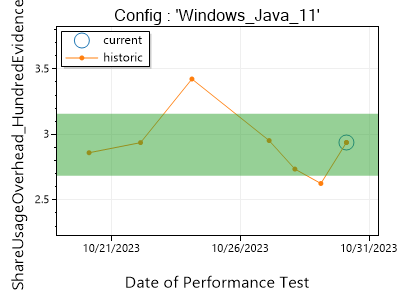 Config : 'Windows_Java_11'
current
historic
ShareUsageOverhead_HundredEvidence
3.5
3
2.5
10/21/2023
10/26/2023
10/31/2023
Date of Performance Test